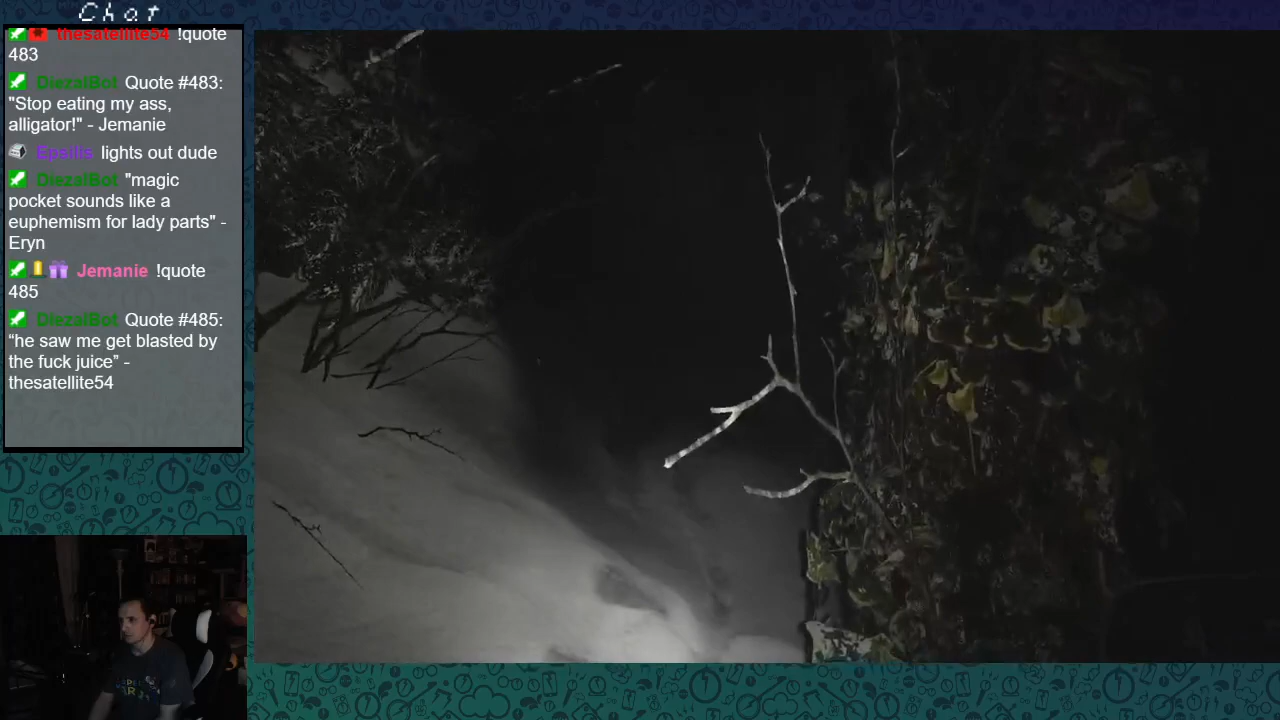 Chat
thesatellite54 !quote
483
DiezalBot Quote #483:
"Stop eating my ass,
alligator!" - Jemanie
Epsilis lights out dude
DiezalBot "magic
pocket sounds like a
euphemism for lady parts" -
Eryn
Jemanie !quote
485
DiezalBot Quote #485:
“he saw me get blasted by
the fuck juice” -
thesatellite54